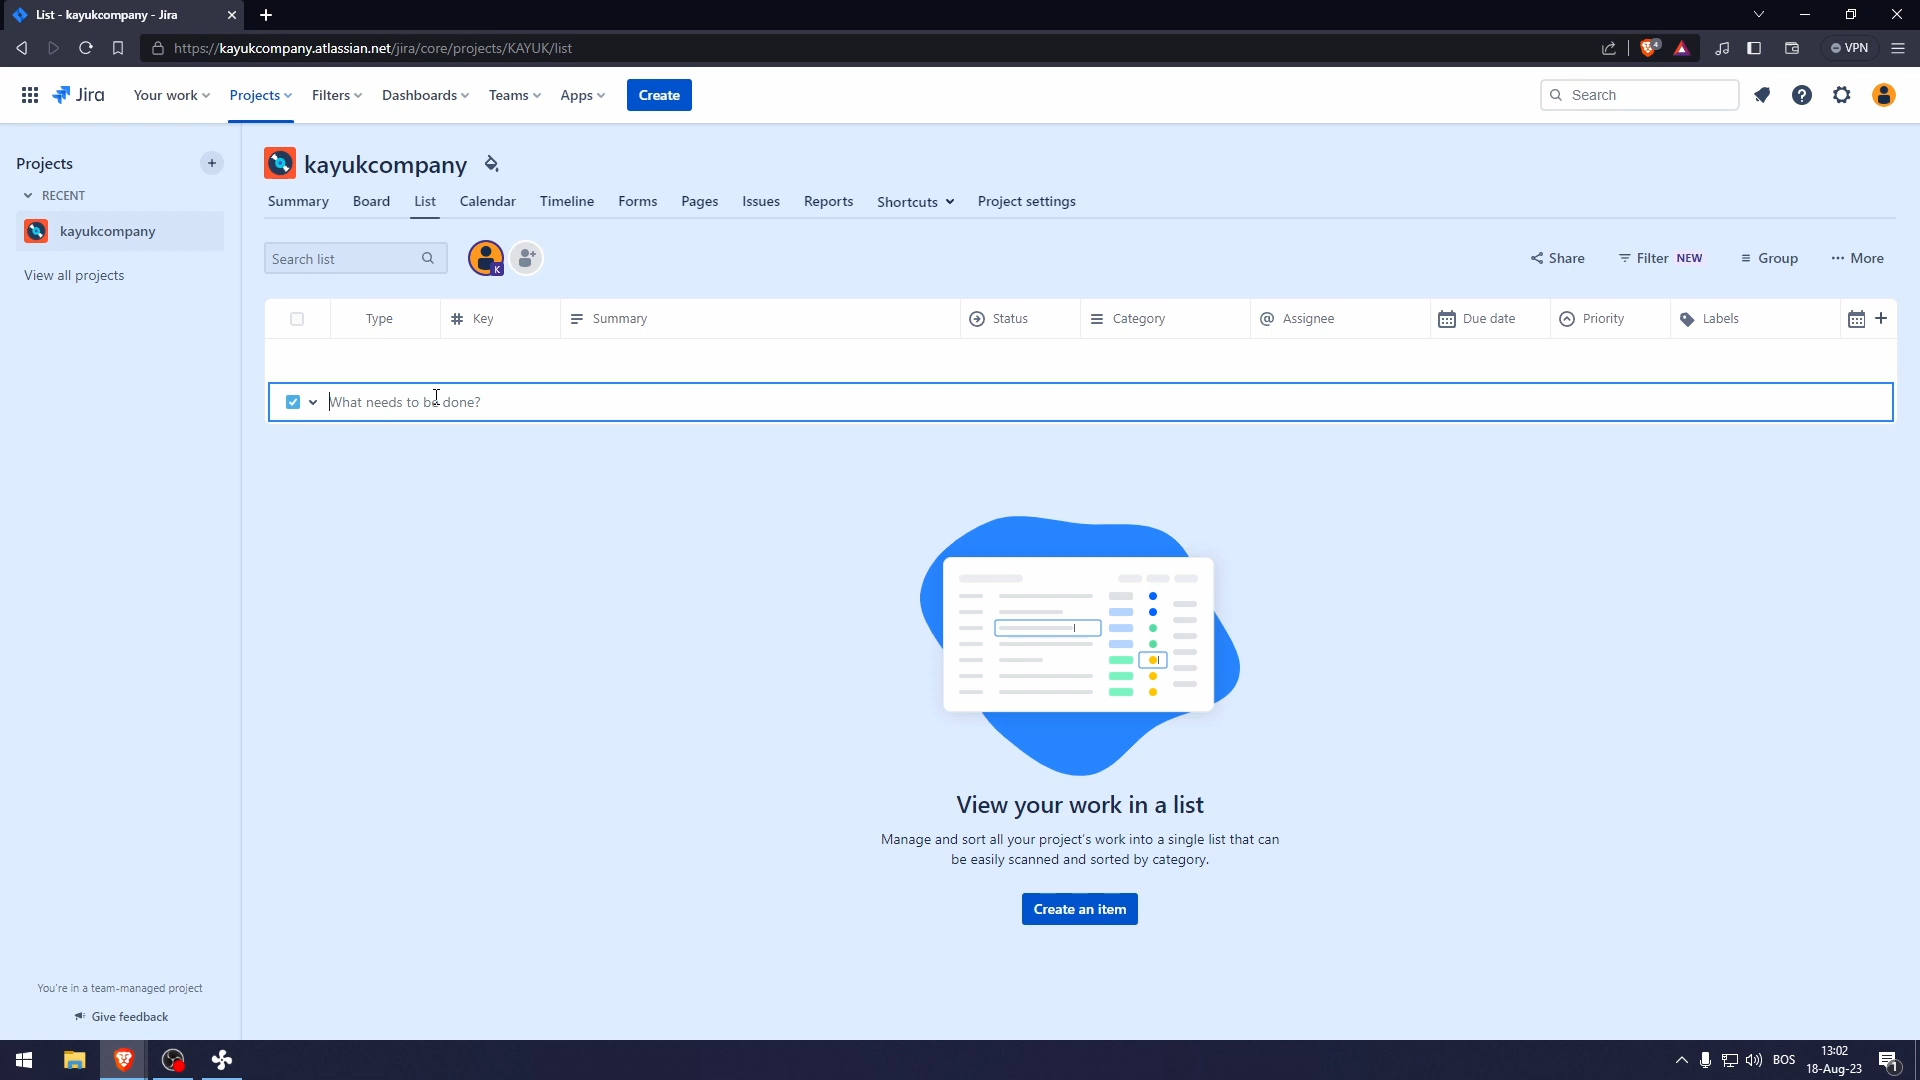 List - kayukcompany - Jira
https://kayukcompany.atlassian.net/jira/core/projects/KAYUK/list
4
VPN
Jira
Your work
Projects
Filters
Dashboards
Teams
Apps
Create
Search
Projects
RECENT
kayukcompany
View all projects
kayukcompany
Summary
Board
List
Calendar
Timeline
Forms
Pages
Issues
Reports
Shortcuts
Project settings
Search list
K
Share
Filter NEW
Group
More
Type
Key
Summary
Status
Category
Assignee
Due date
Priority
Labels
What needs to be done?
View your work in a list
Manage and sort all your project's work into a single list that can
be easily scanned and sorted by category.
Create an item
You're in a team-managed project
Give feedback
BOS
13:02
18-Aug-23
1